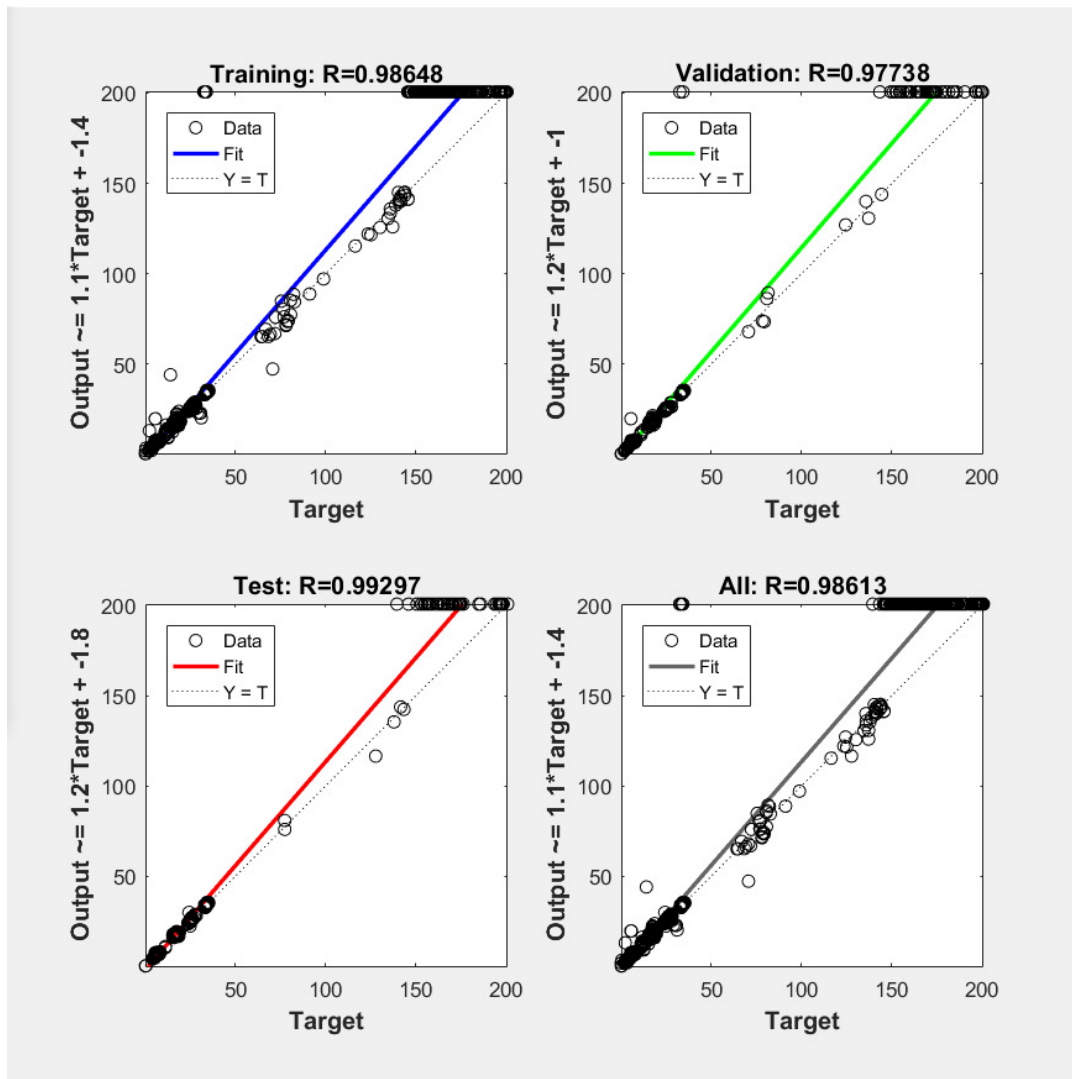 Training: R=0.98648
Output ~= 1.1*Target + -1.4
200
150
100
50
Data
Fit
Y = T
50
100
150
200
Target
Validation: R=0.97738
Output ~= 1.2*Target + -1
200
150
100
50
Data
Fit
Y = T
50
100
150
200
Target
Test: R=0.99297
Output ~= 1.2*Target + -1.8
200
150
100
50
Data
Fit
Y = T
50
100
150
200
Target
All: R=0.98613
Output ~= 1.1*Target + -1.4
200
150
100
50
Data
Fit
Y = T
50
100
150
200
Target